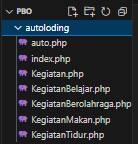 PBO
autoloding
auto.php
index.php
Kegiatan.php
KegiatanBelajar.php
KegiatanBerolahraga.php
KegiatanMakan.php
KegiatanTidur.php